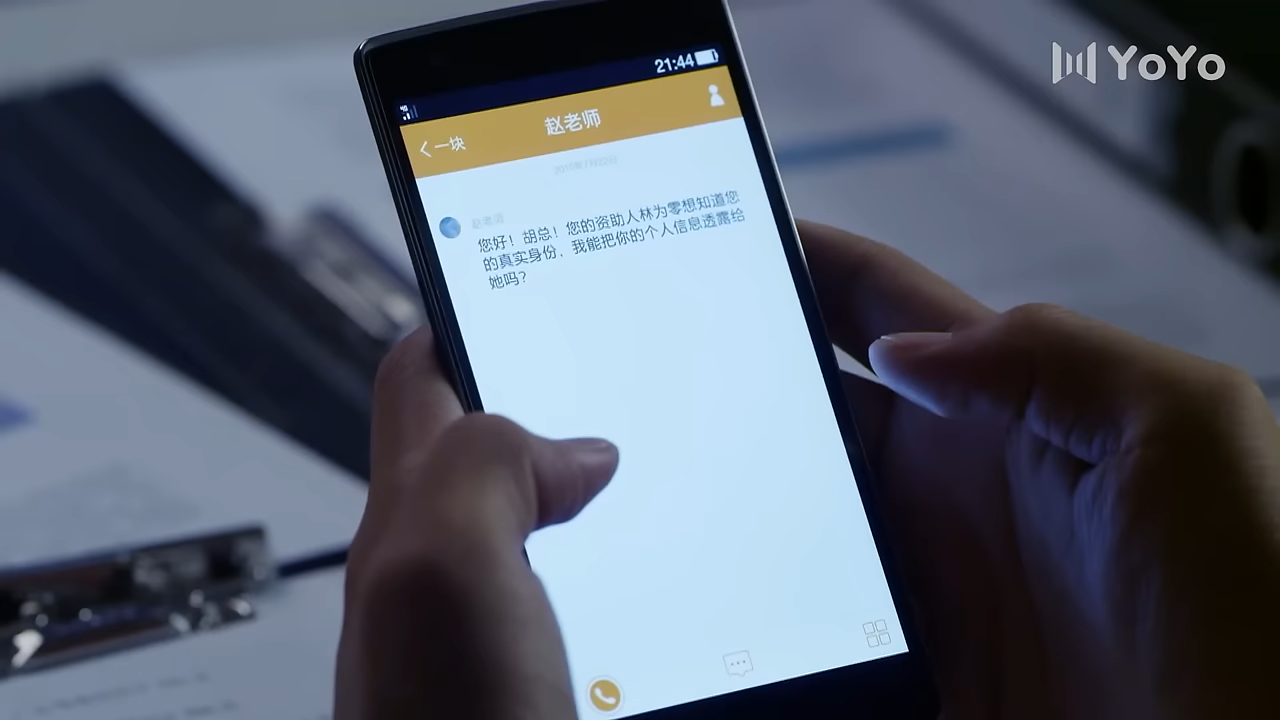 YoYo
21:44
一块
赵老师
您好！胡总！您的资助人林为零想知道您
的真实身份、我能把你的个人信息透露给
她吗？